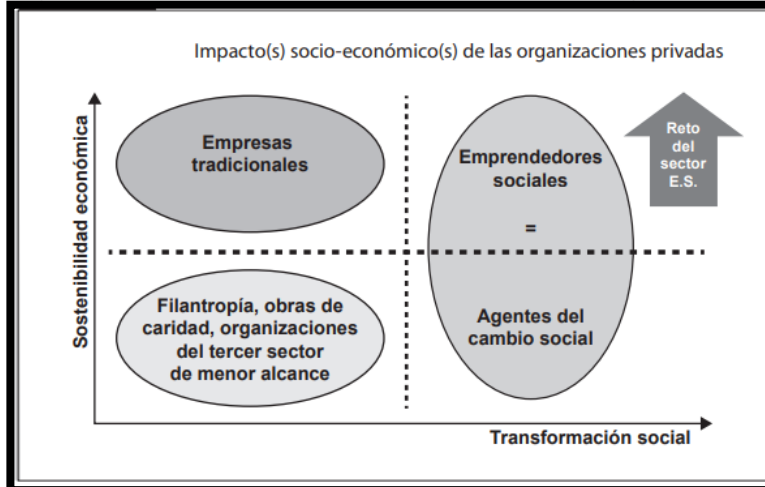 Impacto(s) socio-económico(s) de las organizaciones privadas
Sostenibilidad económica
Empresas
tradicionales
Emprendedores
sociales
=
Agentes del
cambio social
Reto
del
sector
E.S.
Filantropía, obras de
caridad, organizaciones
del tercer sector
de menor alcance
Transformación social